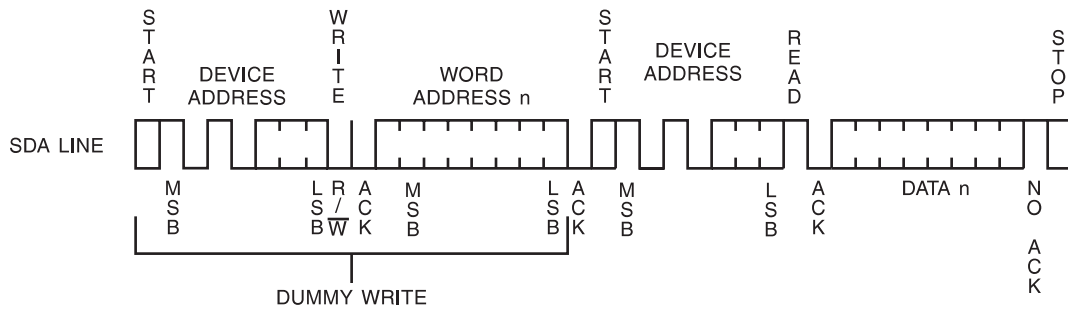 START
DEVICE
ADDRESS
WRITE
WORD
ADDRESS n
START
DEVICE
ADDRESS
READ
STOP
SDA LINE
MSB
LSB
R/W
ACK
MSB
LSB
ACK
MSB
LSB
ACK
DATA n
NO ACK
DUMMY WRITE